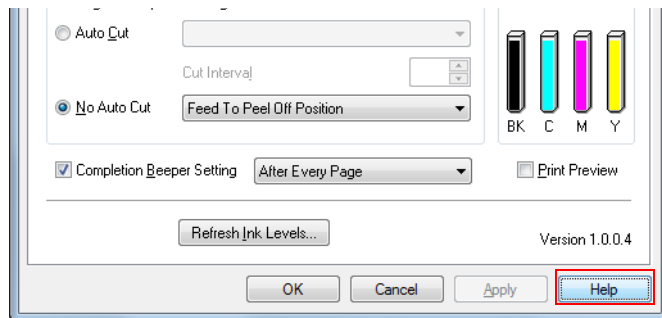 Auto Cut
Cut Interval
No Auto Cut Feed To Peel Off Position
BK C M Y
Completion Beeper Setting After Every Page Print Preview
Refresh Ink Levels... Version 1.0.0.4
OK Cancel Apply Help